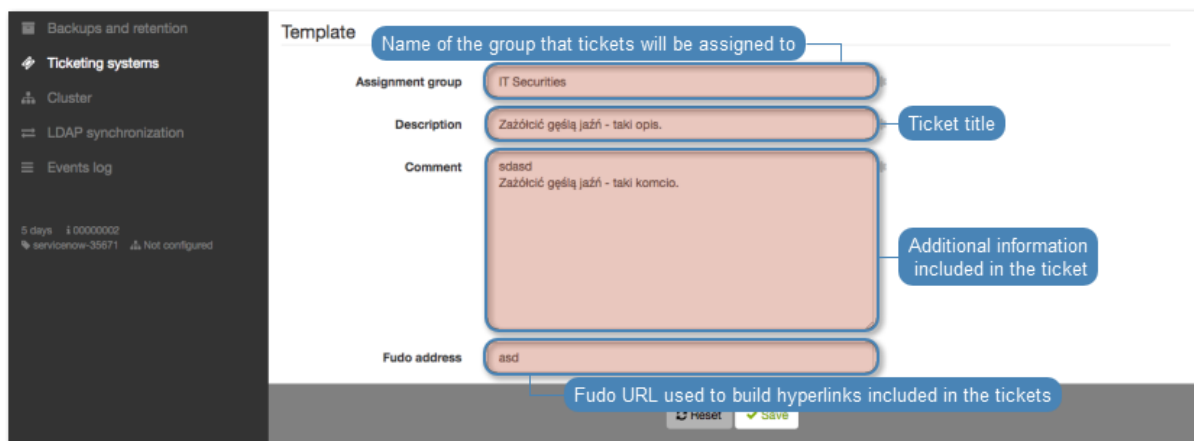 Backups and retention
Ticketing systems
Cluster
LDAP synchronization
Events log
5 days 00000002
servicenow-35671 Not configured
Template
Name of the group that tickets will be assigned to
Assignment group IT Securities
Description Zażółcić gęślą jaźń - taki opis.
Ticket title
Comment sdasd
Zażółcić gęślą jaźń - taki komcio.
Additional information
included in the ticket
Fudo address asd
Fudo URL used to build hyperlinks included in the tickets
Reset Save